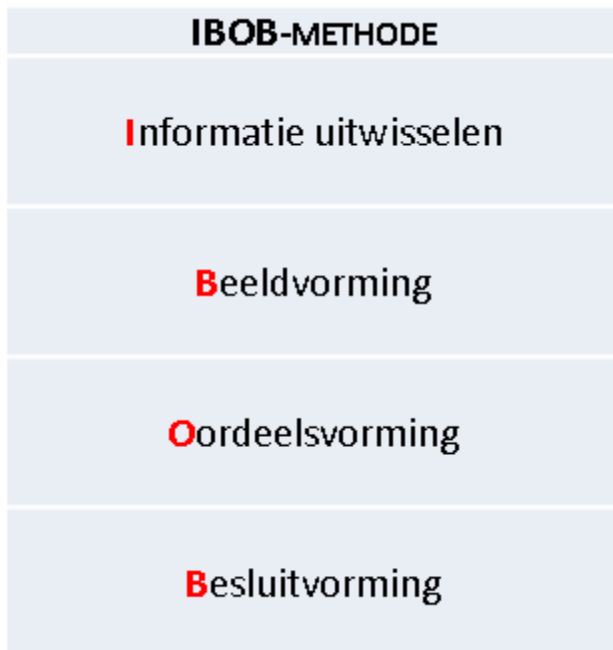 IBOB-METHODE
Informatie uitwisselen
Beeldvorming
Oordeelsvorming
Besluitvorming